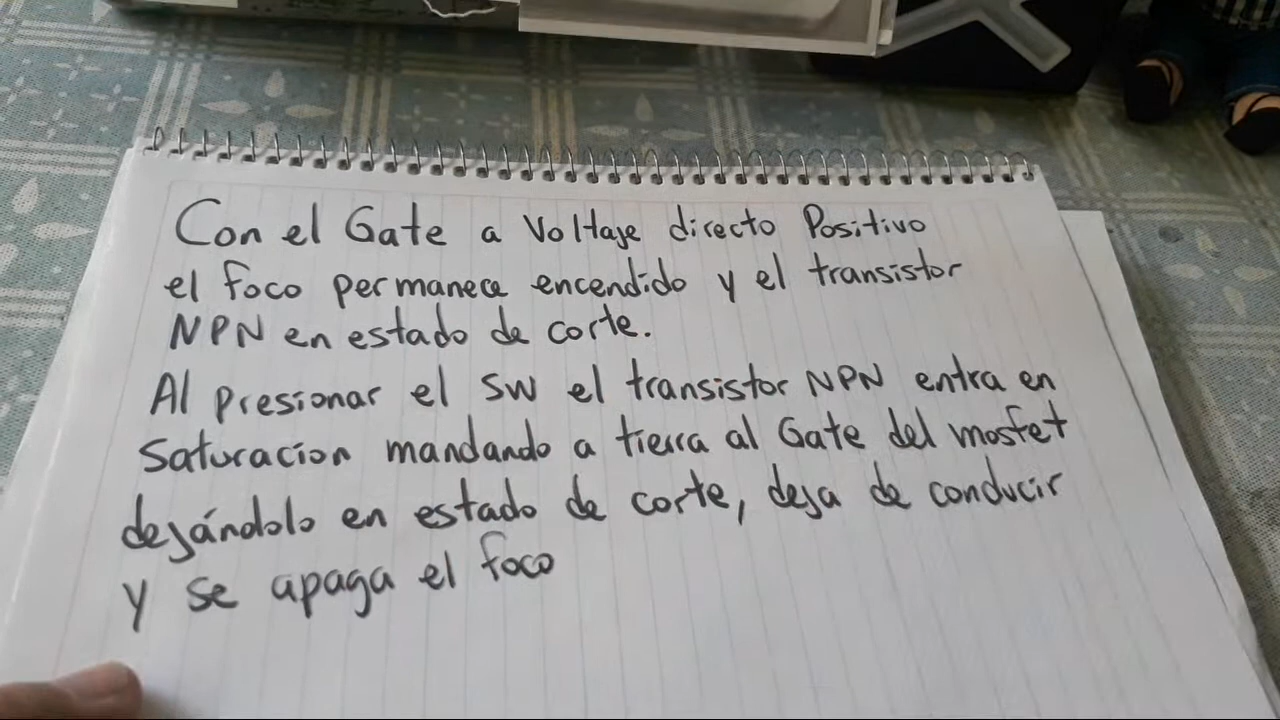 Con el Gate a Voltaje directo Positivo
el foco permanece encendido y el transistor
NPN en estado de corte.
Al presionar el SW el transistor NPN entra en
Saturacion mandando a tierra al Gate del mosfet
dejándolo en estado de corte, deja de conducir
y se apaga el foco